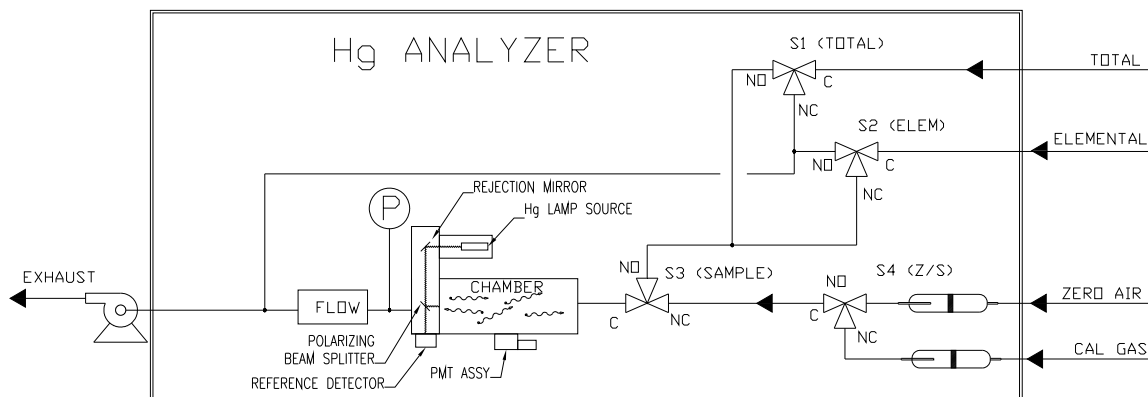 Hg ANALYZER
S1 (TOTAL)
TOTAL
NO
C
NC
S2 (ELEM)
ELEMENTAL
NO
C
NC
REJECTION MIRROR
Hg LAMP SOURCE
P
EXHAUST
FLOW
CHAMBER
NO
S3 (SAMPLE)
C
NC
S4 (Z/S)
NO
C
NC
ZERO AIR
CAL GAS
POLARIZING
BEAM SPLITTER
REFERENCE DETECTOR
PMT ASSY